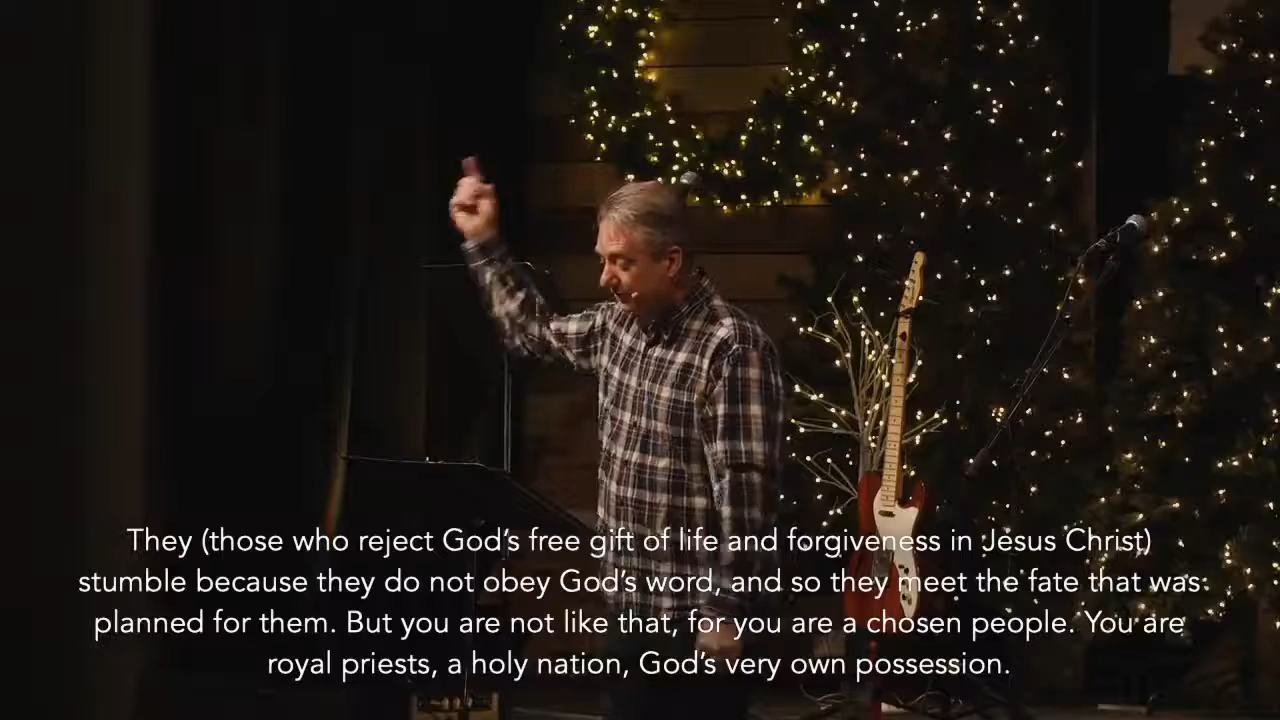 They (those who reject God's free gift of life and forgiveness in Jesus Christ)
stumble because they do not obey God's word, and so they meet the fate that was
planned for them. But you are not like that, for you are a chosen people. You are
royal priests, a holy nation, God's very own possession.